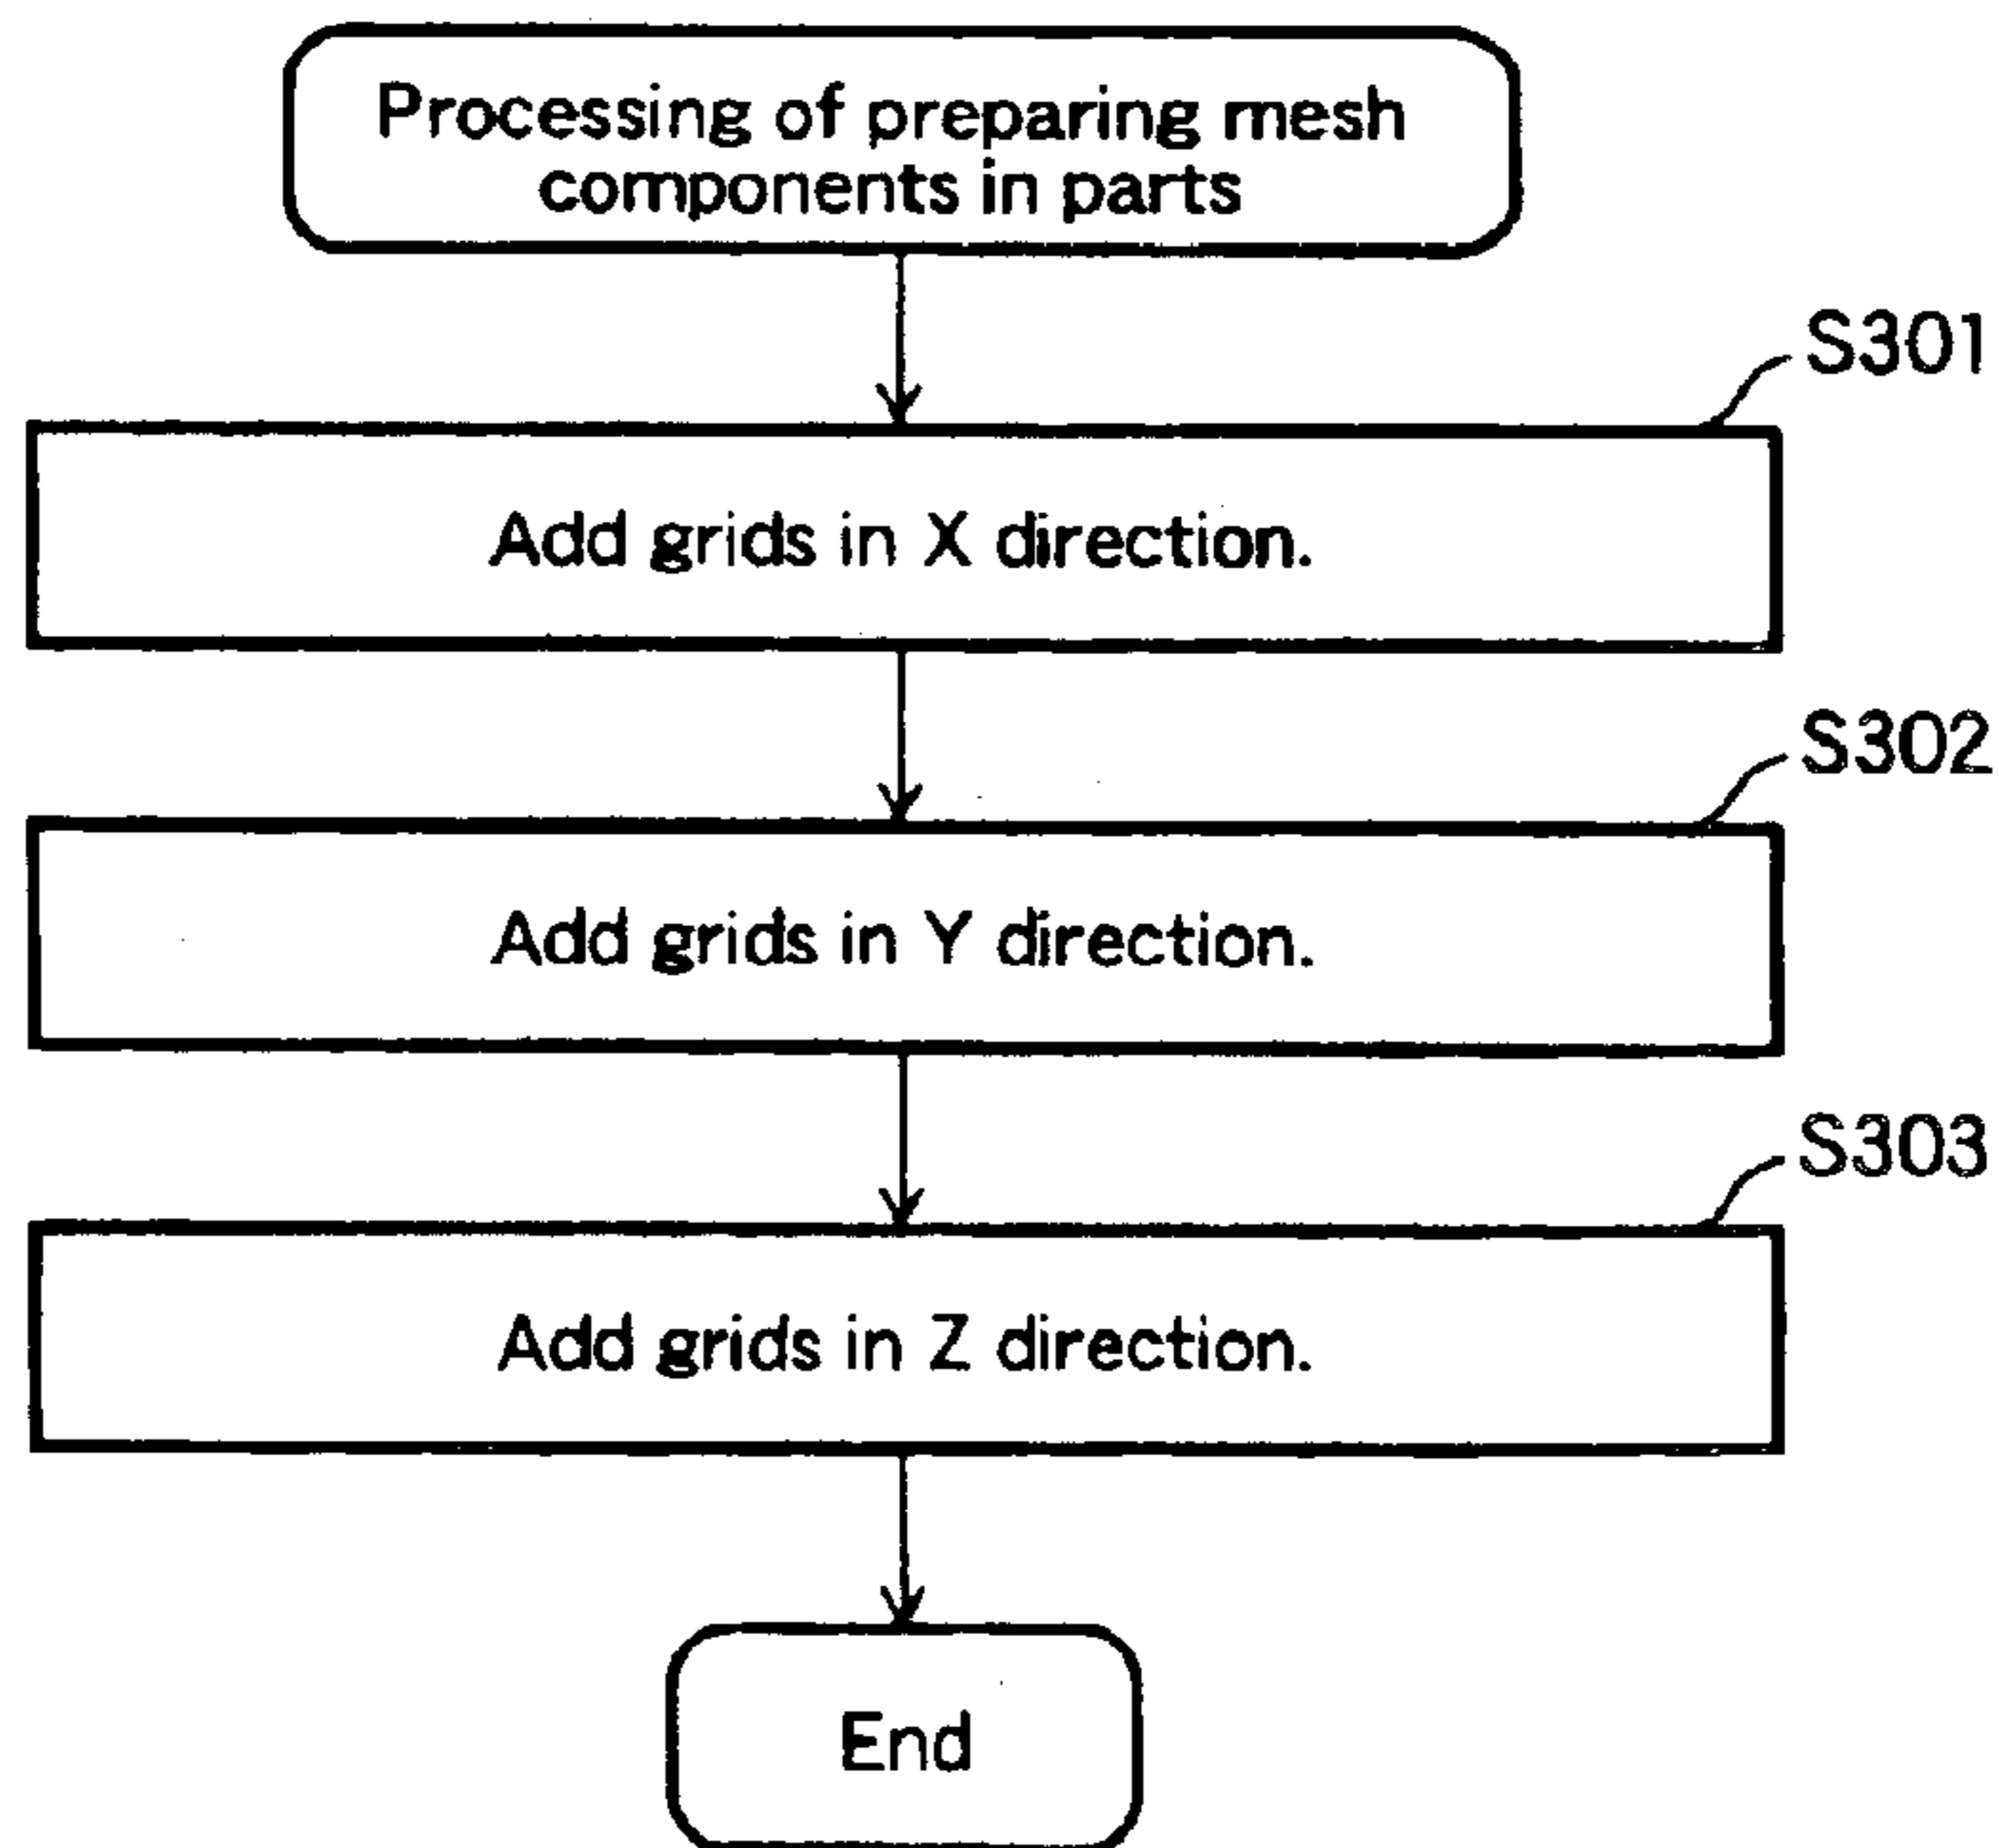 Processing of preparing mesh
components in parts
S301
Add grids in X direction.
S302
Add grids in Y direction.
S303
Add grids in Z direction.
End